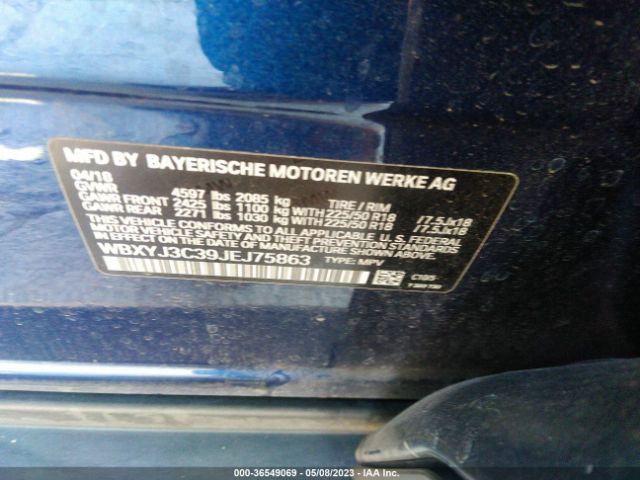 MFD BY BAYERISCHE MOTOREN WERKE AG
04/18
GVWR 4597 lbs 2085 kg TIRE / RIM
GAWR FRONT 2425 lbs 1100 kg WITH 225/50 R18 /7.5Jx18
GAWR REAR 2271 lbs 1030 kg WITH 225/50 R18 /7.5Jx18
THIS VEHICLE CONFORMS TO ALL APPLICABLE FEDERAL
MOTOR VEHICLE SAFETY AND THEFT PREVENTION STANDARDS
IN EFFECT ON THE DATE OF MANUFACTURE SHOWN ABOVE.
WBXYJ3C39JEJ75863 TYPE: MPV
000-36549069 - 05/08/2023 - IAA Inc.